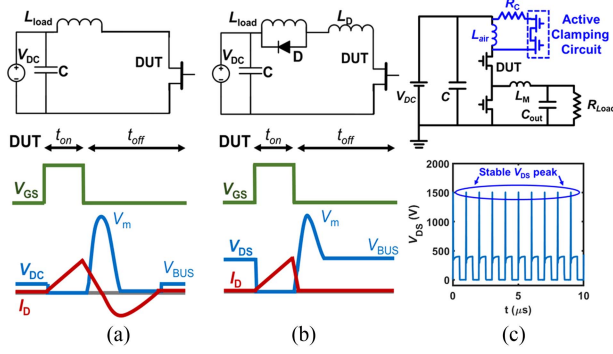 L_load
V_DC
C
DUT
DUT
t_on
t_off
V_GS
V_m
V_DC
V_BUS
I_D
(a)
L_load
L_D
D
V_DC
C
DUT
DUT
t_on
t_off
V_GS
V_m
V_DS
V_BUS
I_D
(b)
R_C
L_air
Active
Clamping
Circuit
DUT
V_DC
C
L_M
C_out
R_Load
Stable V_DS peak
2000
1500
1000
500
0
V_DS (V)
0
5
10
t (μs)
(c)